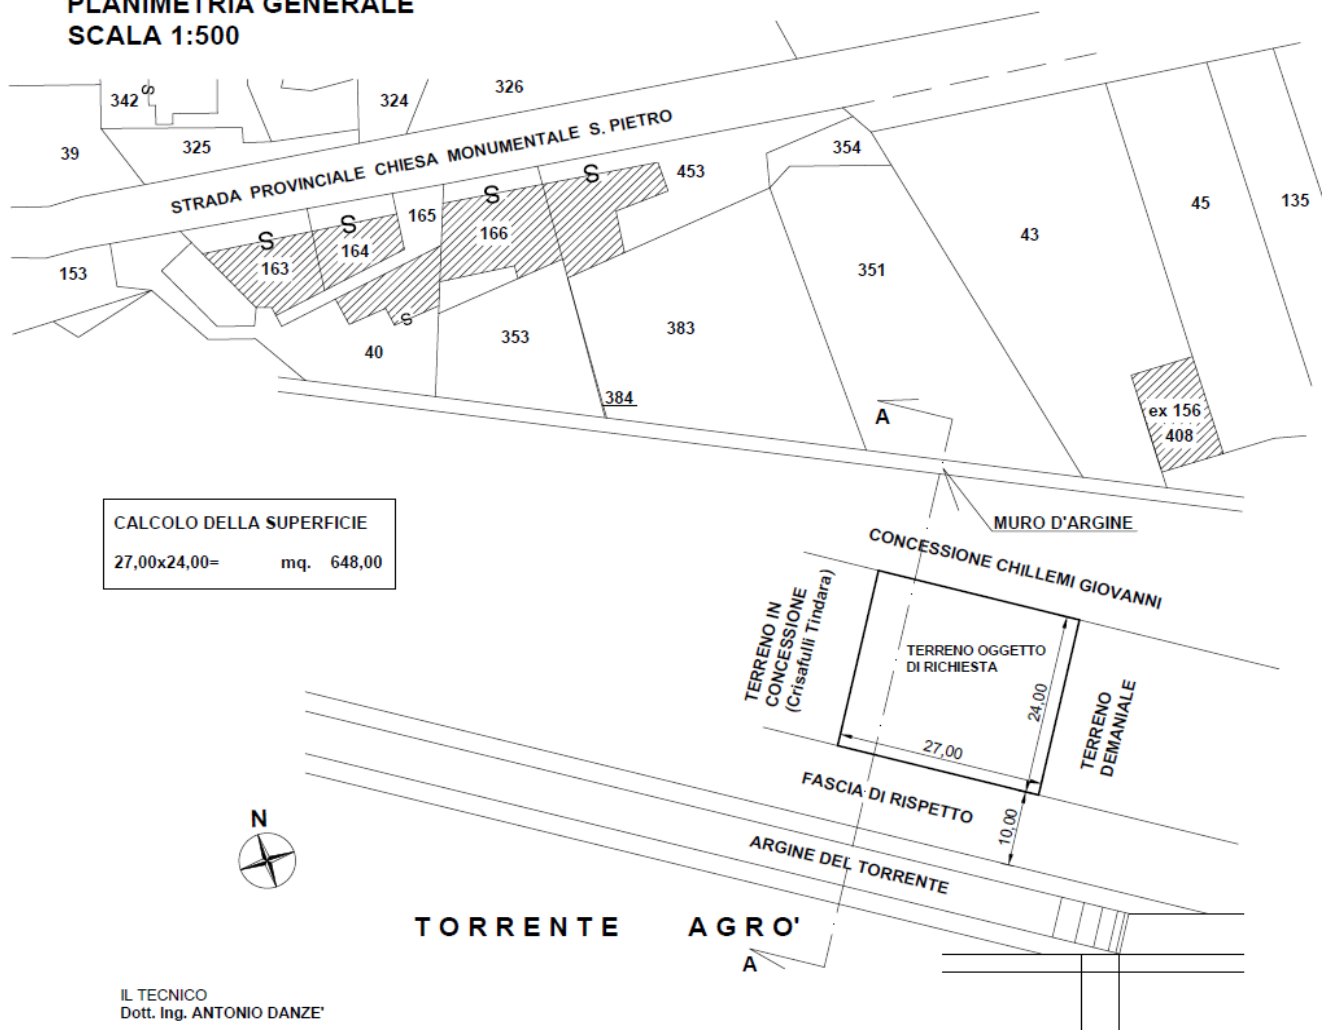 PLANIMETRIA GENERALE
SCALA 1:500
342
S
324
326
39
325
STRADA PROVINCIALE CHIESA MONUMENTALE S. PIETRO
453
354
S
S
S
S
165
166
163
164
153
43
45
135
351
383
353
40
S
384
ex 156
408
A
MURO D'ARGINE
CALCOLO DELLA SUPERFICIE
27,00x24,00= mq. 648,00
CONCESSIONE CHILLEMI GIOVANNI
TERRENO IN
CONCESSIONE
(Crisafulli Tindara)
TERRENO OGGETTO
DI RICHIESTA
24,00
27,00
TERRENO
DEMANIALE
FASCIA DI RISPETTO
10,00
ARGINE DEL TORRENTE
N
TORRENTE AGRO'
A
IL TECNICO
Dott. Ing. ANTONIO DANZE'